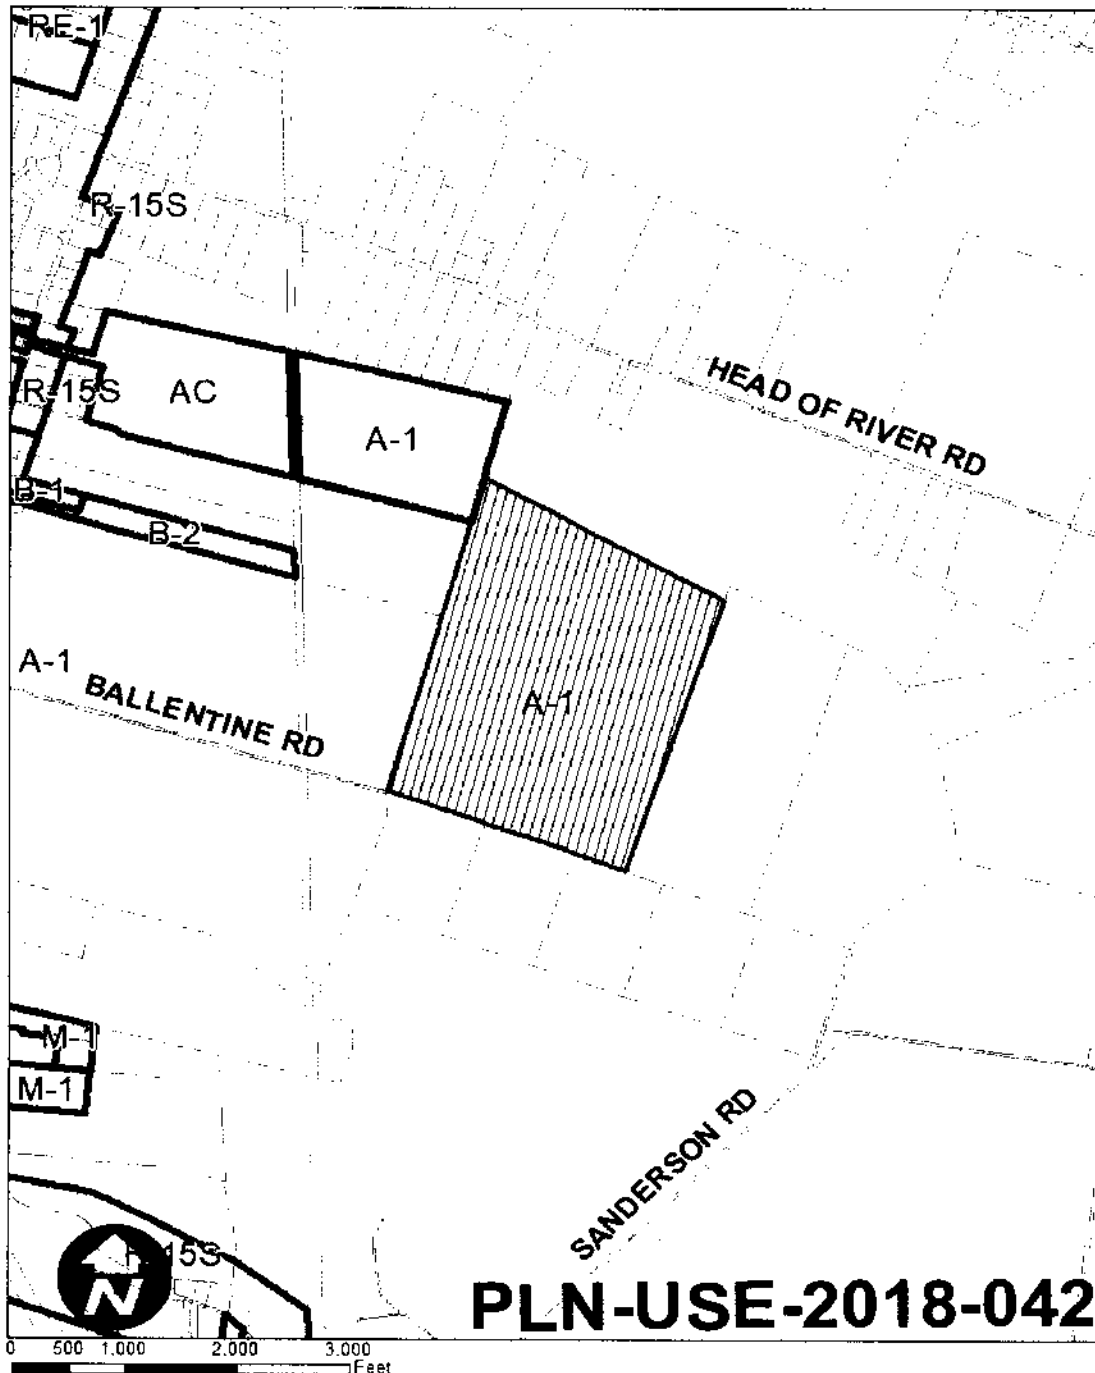 RE-1
R-15S
R-15S
AC
A-1
HEAD OF RIVER RD
B-1
B-2
A-1
BALLENTINE RD
A-1
M-1
M-1
SANDERSON RD
R-15S
N
PLN-USE-2018-042
0 500 1,000 2,000 3,000
Feet